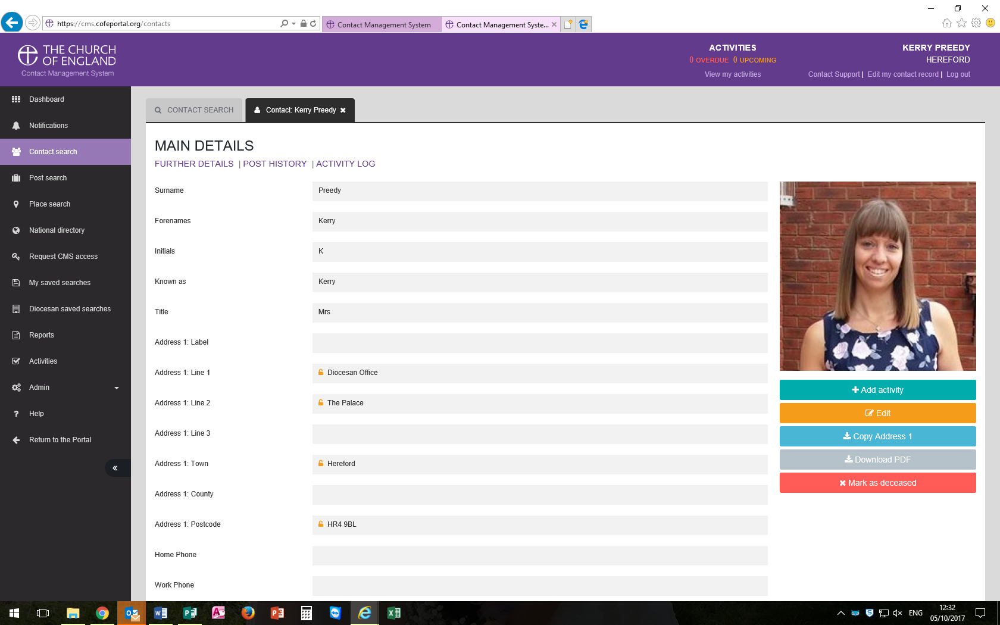 https://cms.cofeportal.org/contacts
Contact Management System
Contact Management Syste...
THE CHURCH
OF ENGLAND
Contact Management System
ACTIVITIES
0 OVERDUE 0 UPCOMING
View my activities
KERRY PREEDY
HEREFORD
Contact Support | Edit my contact record | Log out
Dashboard
Notifications
Contact search
Post search
Place search
National directory
Request CMS access
My saved searches
Diocesan saved searches
Reports
Activities
Admin
Help
Return to the Portal
CONTACT SEARCH
Contact: Kerry Preedy
MAIN DETAILS
FURTHER DETAILS | POST HISTORY | ACTIVITY LOG
Surname Preedy
Forenames Kerry
Initials K
Known as Kerry
Title Mrs
Address 1: Label
Address 1: Line 1 Diocesan Office
Address 1: Line 2 The Palace
Address 1: Line 3
Address 1: Town Hereford
Address 1: County
Address 1: Postcode HR4 9BL
Home Phone
Work Phone
Add activity
Edit
Copy Address 1
Download PDF
Mark as deceased
ENG
12:32
05/10/2017